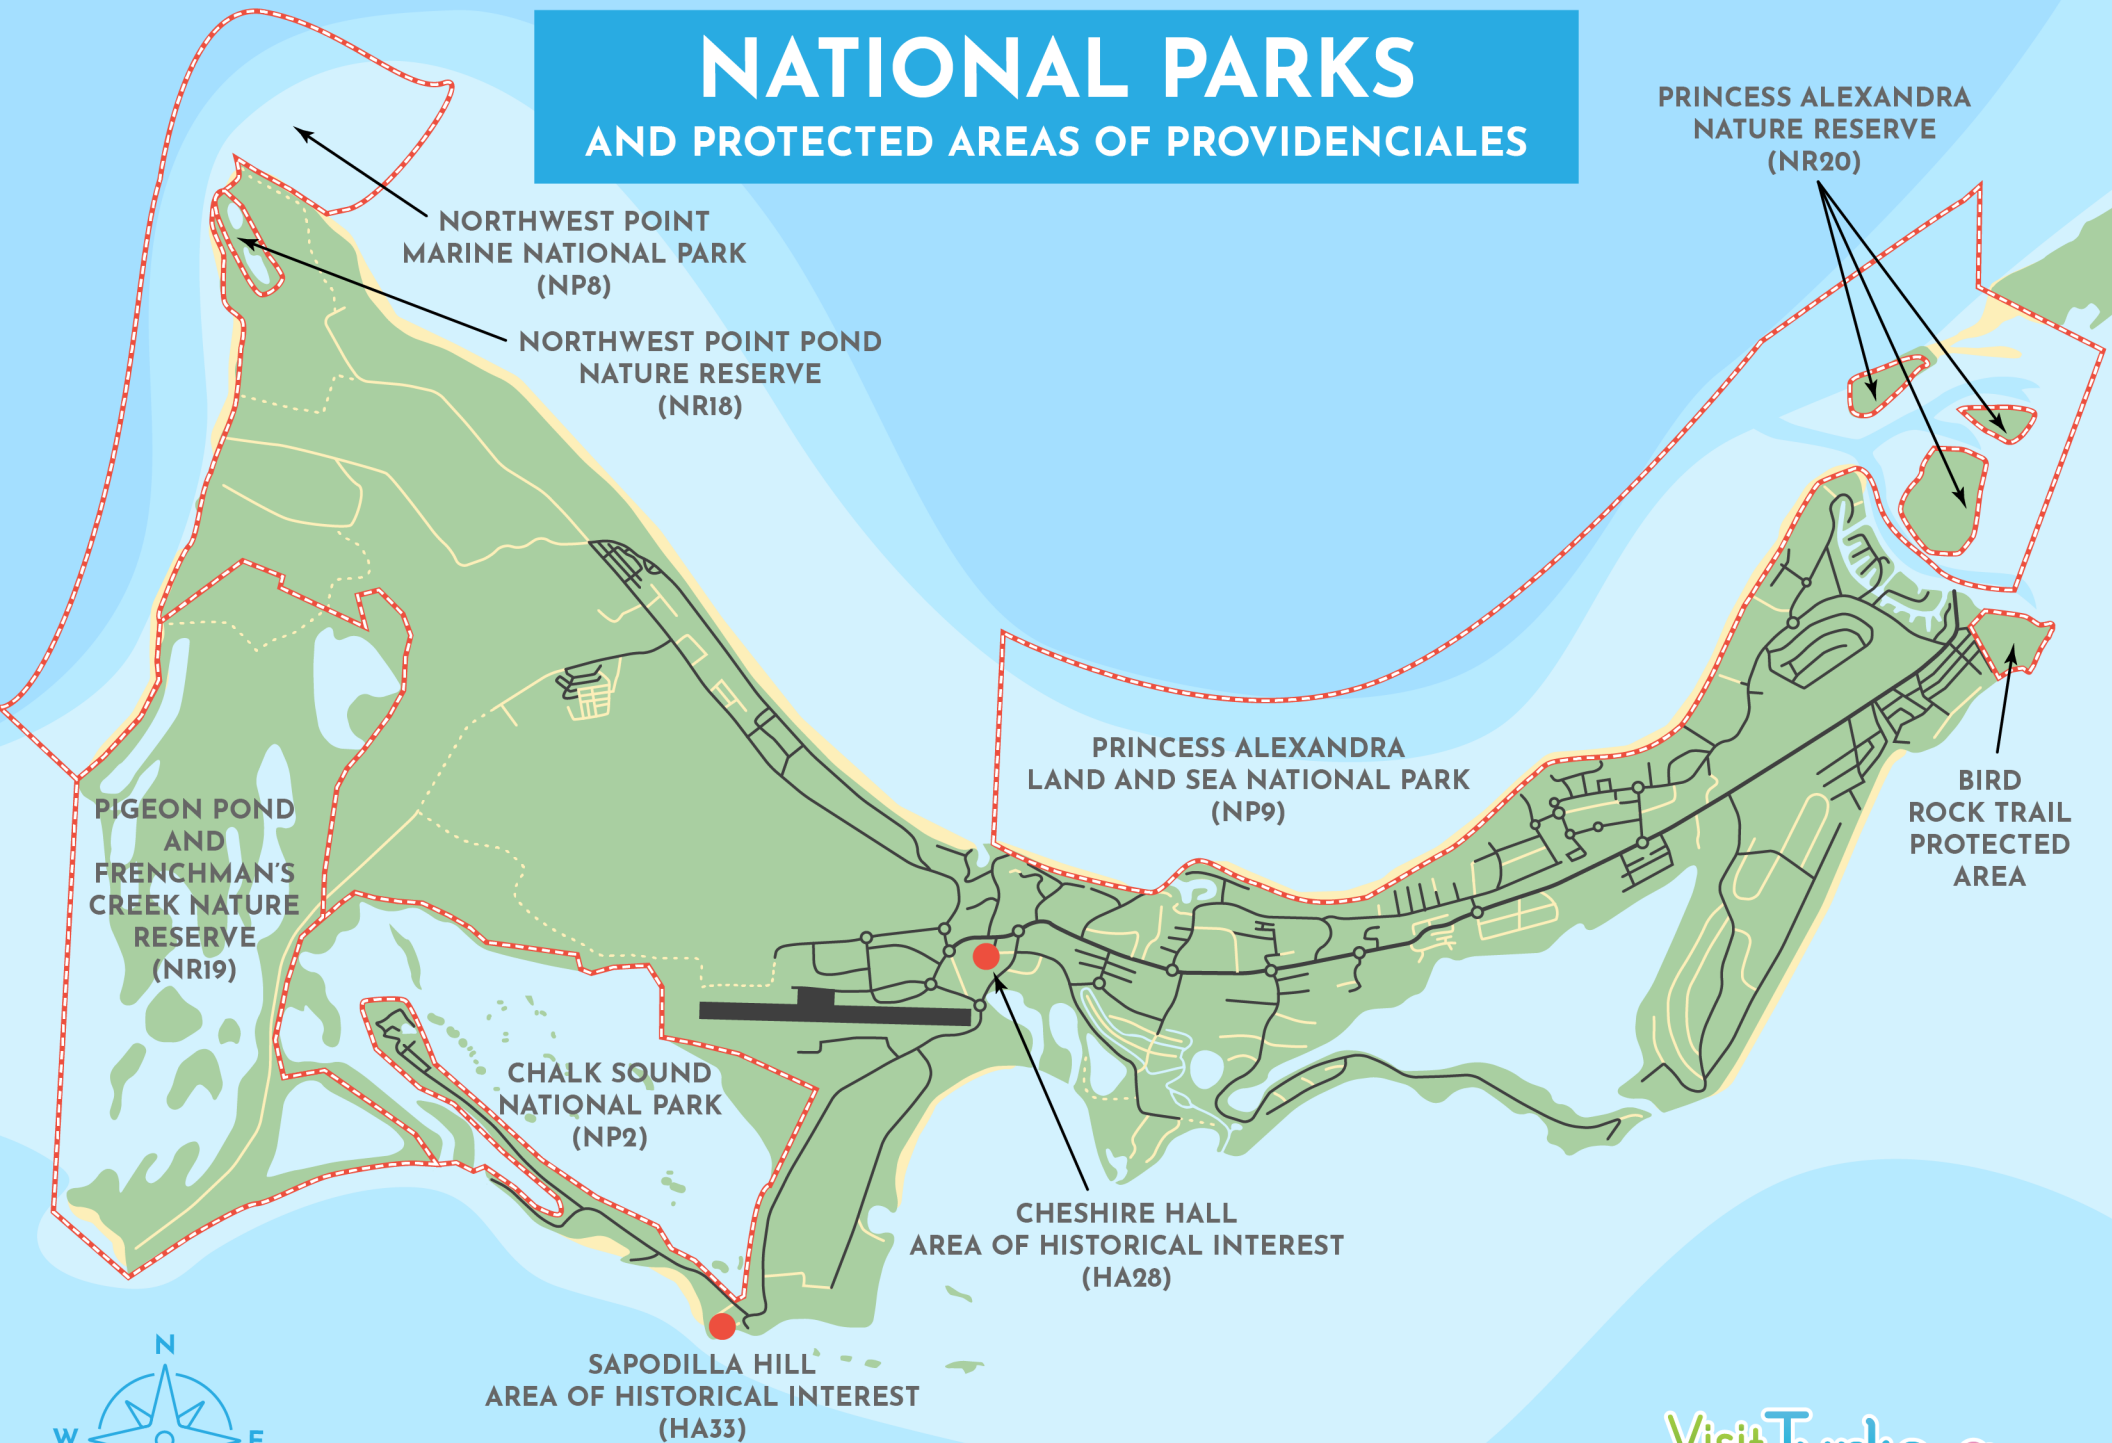 NATIONAL PARKS
AND PROTECTED AREAS OF PROVIDENCIALES
PRINCESS ALEXANDRA
NATURE RESERVE
(NR20)
NORTHWEST POINT
MARINE NATIONAL PARK
(NP8)
NORTHWEST POINT POND
NATURE RESERVE
(NR18)
PRINCESS ALEXANDRA
LAND AND SEA NATIONAL PARK
(NP9)
BIRD
ROCK TRAIL
PROTECTED
AREA
PIGEON POND
AND
FRENCHMAN'S
CREEK NATURE
RESERVE
(NR19)
CHALK SOUND
NATIONAL PARK
(NP2)
CHESHIRE HALL
AREA OF HISTORICAL INTEREST
(HA28)
SAPODILLA HILL
AREA OF HISTORICAL INTEREST
(HA33)
N
W E
Visit